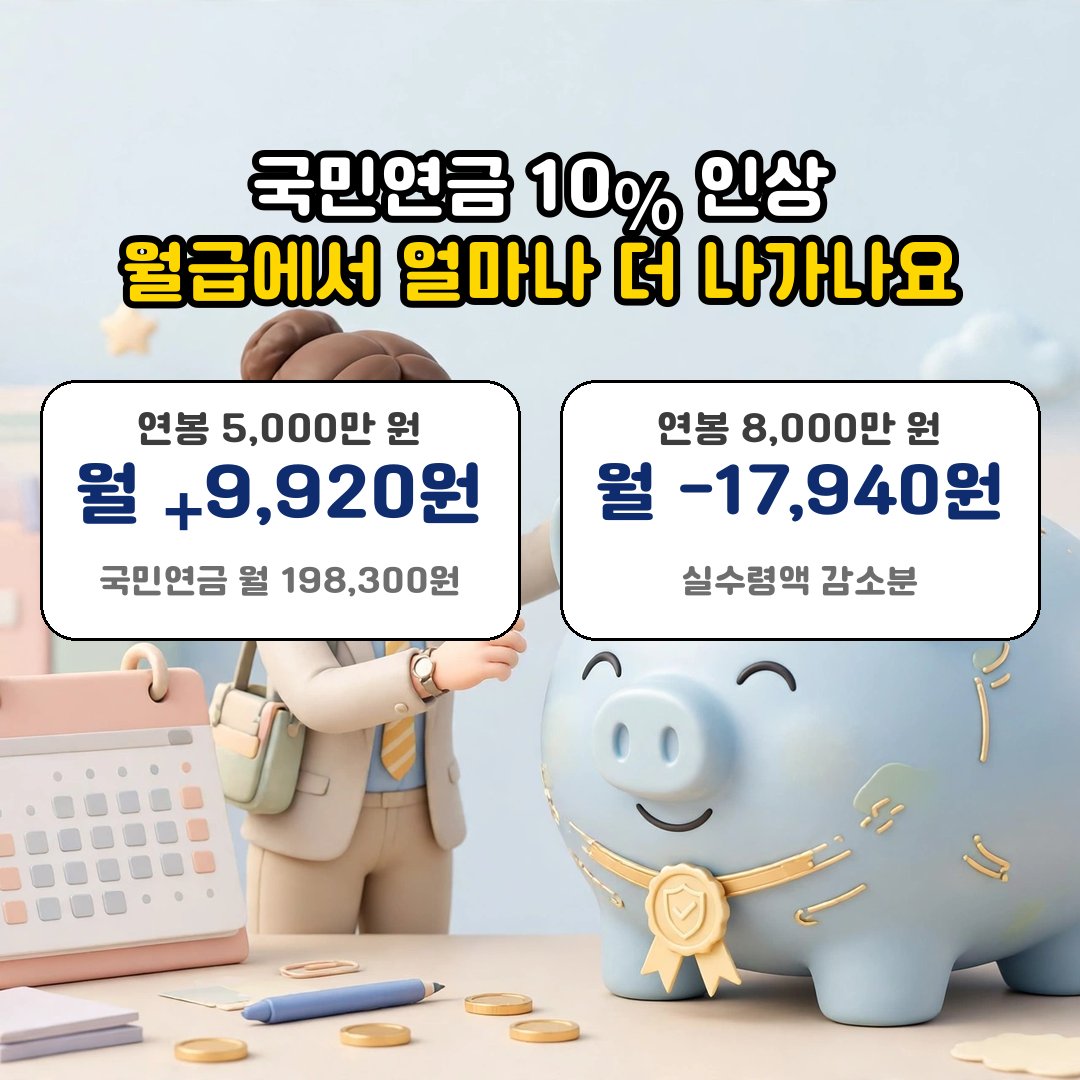 국민연금 10% 인상
월급에서 얼마나 더 나가나요
연봉 5,000만 원
월 +9,920원
국민연금 월 198,300원
연봉 8,000만 원
월 -17,940원
실수령액 감소분